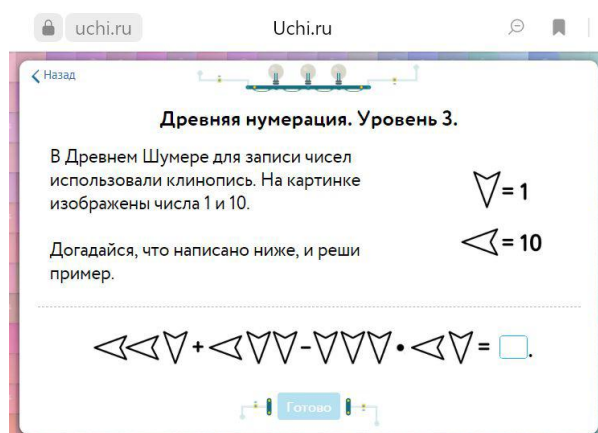 uchi.ru Uchi.ru
Назад
Древняя нумерация. Уровень 3.
В Древнем Шумере для записи чисел
использовали клинопись. На картинке
изображены числа 1 и 10.
= 1
Догадайся, что написано ниже, и реши
пример.
= 10
+ – • = .
Готово